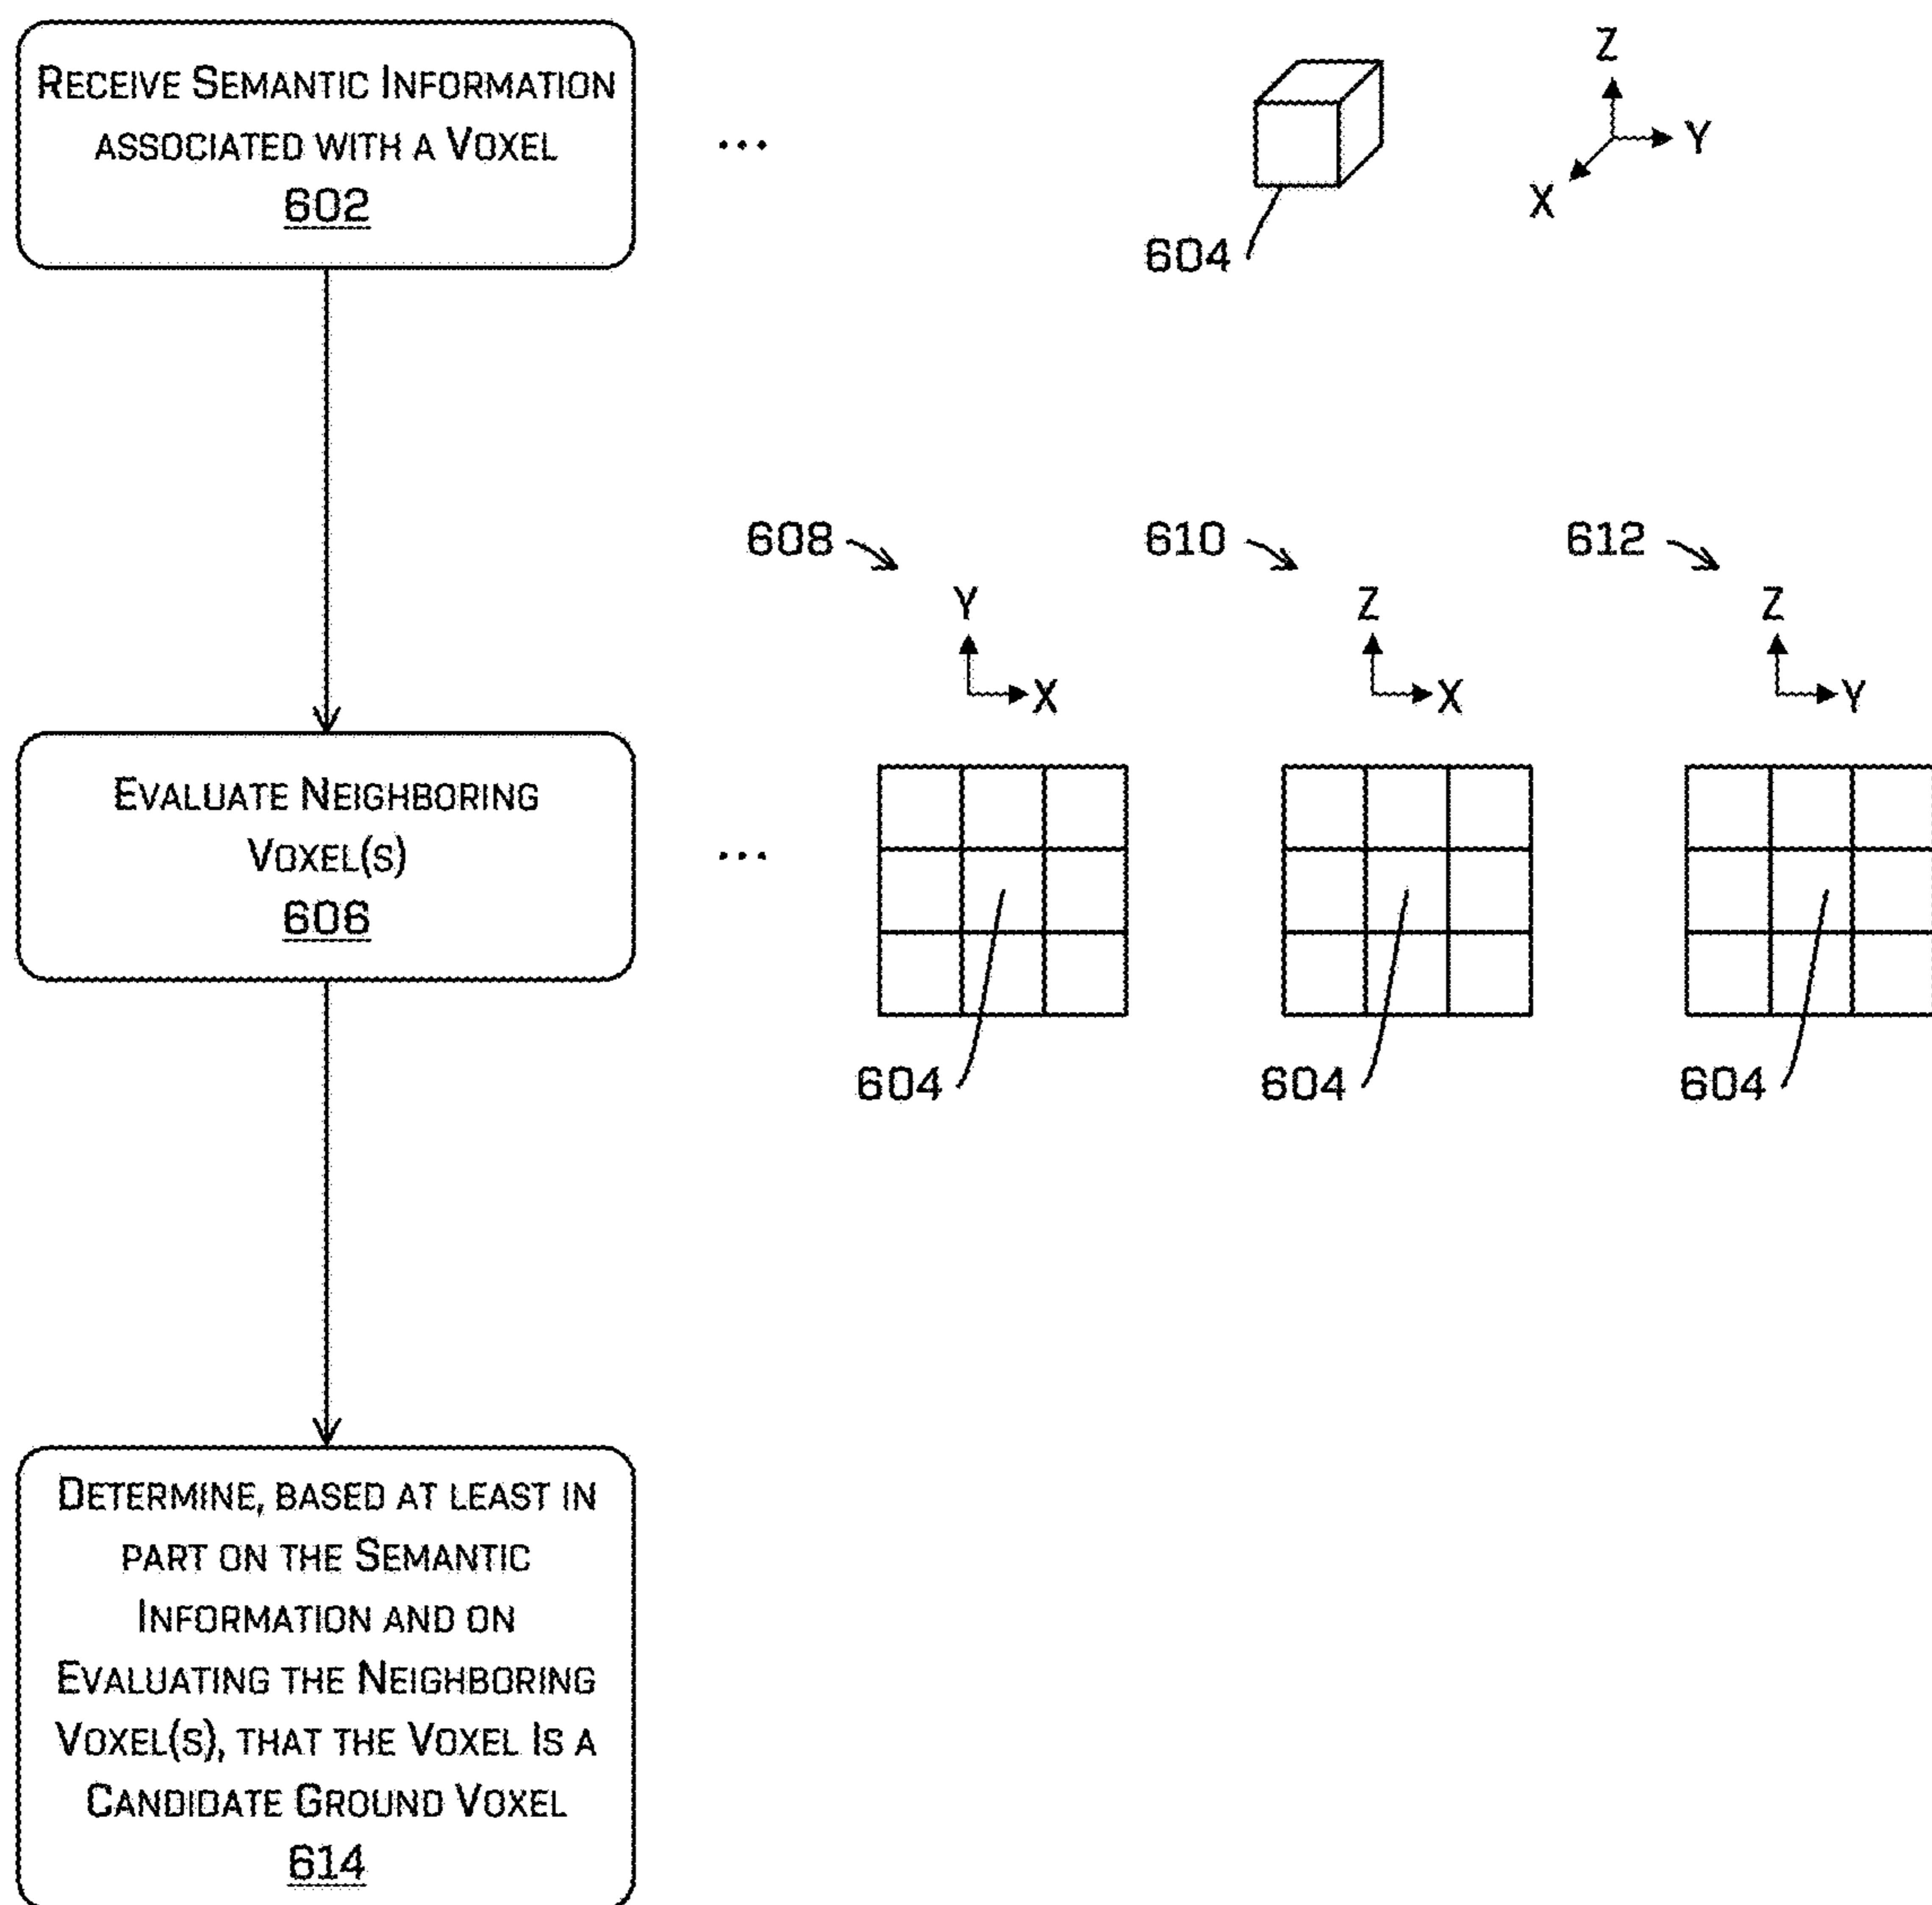 RECEIVE SEMANTIC INFORMATION
ASSOCIATED WITH A VOXEL
602
...
604
Z
Y
X
608
610
612
Y
X
Z
X
Z
Y
EVALUATE NEIGHBORING
VOXEL(S)
606
...
604
604
604
DETERMINE, BASED AT LEAST IN
PART ON THE SEMANTIC
INFORMATION AND ON
EVALUATING THE NEIGHBORING
VOXEL(S), THAT THE VOXEL IS A
CANDIDATE GROUND VOXEL
614